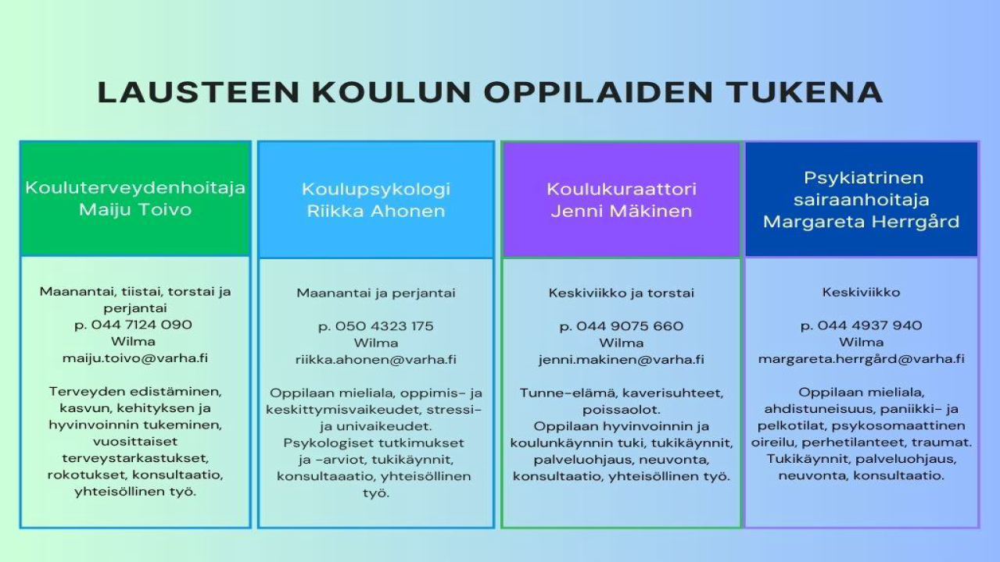 LAUSTEEN KOULUN OPPILAIDEN TUKENA
Kouluterveydenhoitaja
Maiju Toivo
Maanantai, tiistai, torstai ja
perjantai
p. 044 7124 090
Wilma
maiju.toivo@varha.fi
Terveyden edistäminen,
kasvun, kehityksen ja
hyvinvoinnin tukeminen,
vuosittaiset
terveystarkastukset,
rokotukset, konsultaatio,
yhteisöllinen työ.
Koulupsykologi
Riikka Ahonen
Maanantai ja perjantai
p. 050 4323 175
Wilma
riikka.ahonen@varha.fi
Oppilaan mieliala, oppimis- ja
keskittymisvaikeudet, stressi-
ja univaikeudet.
Psykologiset tutkimukset
ja -arviot, tukikäynnit,
konsultaaatio, yhteisöllinen
työ.
Koulukuraattori
Jenni Mäkinen
Keskiviikko ja torstai
p. 044 9075 660
Wilma
jenni.makinen@varha.fi
Tunne-elämä, kaverisuhteet,
poissaolot.
Oppilaan hyvinvoinnin ja
koulunkäynnin tuki, tukikäynnit,
palveluohjaus, neuvonta,
konsultaatio, yhteisöllinen työ.
Psykiatrinen
sairaanhoitaja
Margareta Herrgård
Keskiviikko
p. 044 4937 940
Wilma
margareta.herrgård@varha.fi
Oppilaan mieliala,
ahdistuneisuus, paniikki- ja
pelkotilat, psykosomaattinen
oireilu, perhetilanteet, traumat.
Tukikäynnit, palveluohjaus,
neuvonta, konsultaatio.